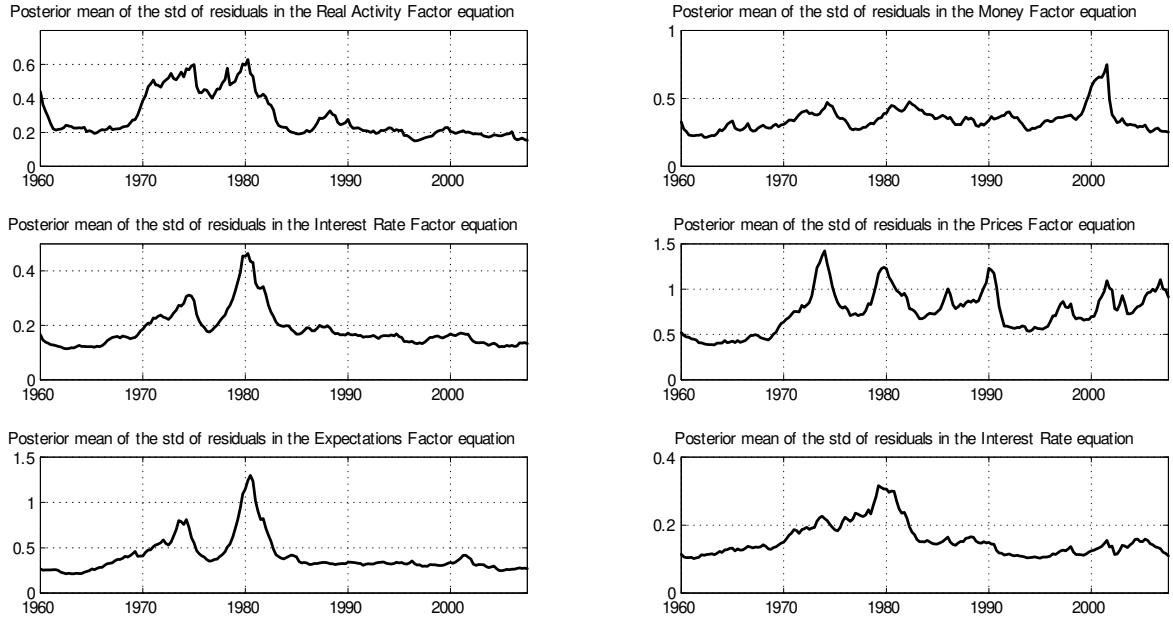 Posterior mean of the std of residuals in the Real Activity Factor equation
0.6
0.4
0.2
0
1960 1970 1980 1990 2000
Posterior mean of the std of residuals in the Money Factor equation
1
0.5
0
1960 1970 1980 1990 2000
Posterior mean of the std of residuals in the Interest Rate Factor equation
0.4
0.2
0
1960 1970 1980 1990 2000
Posterior mean of the std of residuals in the Prices Factor equation
1.5
1
0.5
0
1960 1970 1980 1990 2000
Posterior mean of the std of residuals in the Expectations Factor equation
1.5
1
0.5
0
1960 1970 1980 1990 2000
Posterior mean of the std of residuals in the Interest Rate equation
0.4
0.2
0
1960 1970 1980 1990 2000